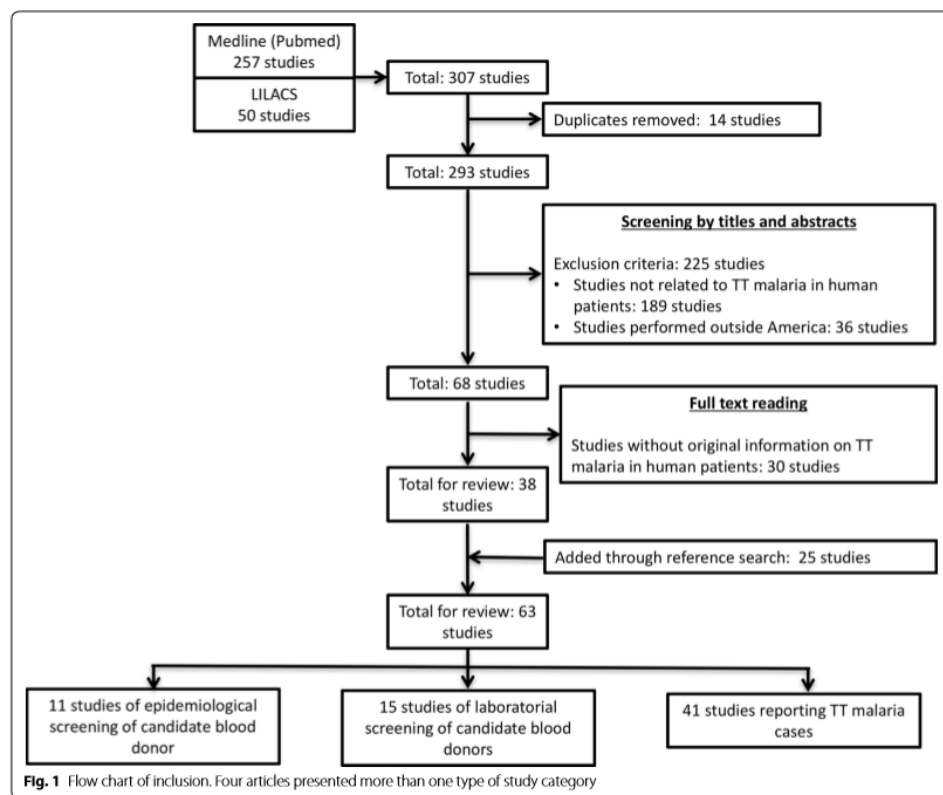 Medline (Pubmed)
257 studies
LILACS
50 studies
Total: 307 studies
Duplicates removed: 14 studies
Total: 293 studies
Screening by titles and abstracts
Exclusion criteria: 225 studies
• Studies not related to TT malaria in human
patients: 189 studies
• Studies performed outside America: 36 studies
Total: 68 studies
Full text reading
Studies without original information on TT
malaria in human patients: 30 studies
Total for review: 38
studies
Added through reference search: 25 studies
Total for review: 63
studies
11 studies of epidemiological
screening of candidate blood
donor
15 studies of laboratorial
screening of candidate blood
donors
41 studies reporting TT malaria
cases
Fig. 1 Flow chart of inclusion. Four articles presented more than one type of study category